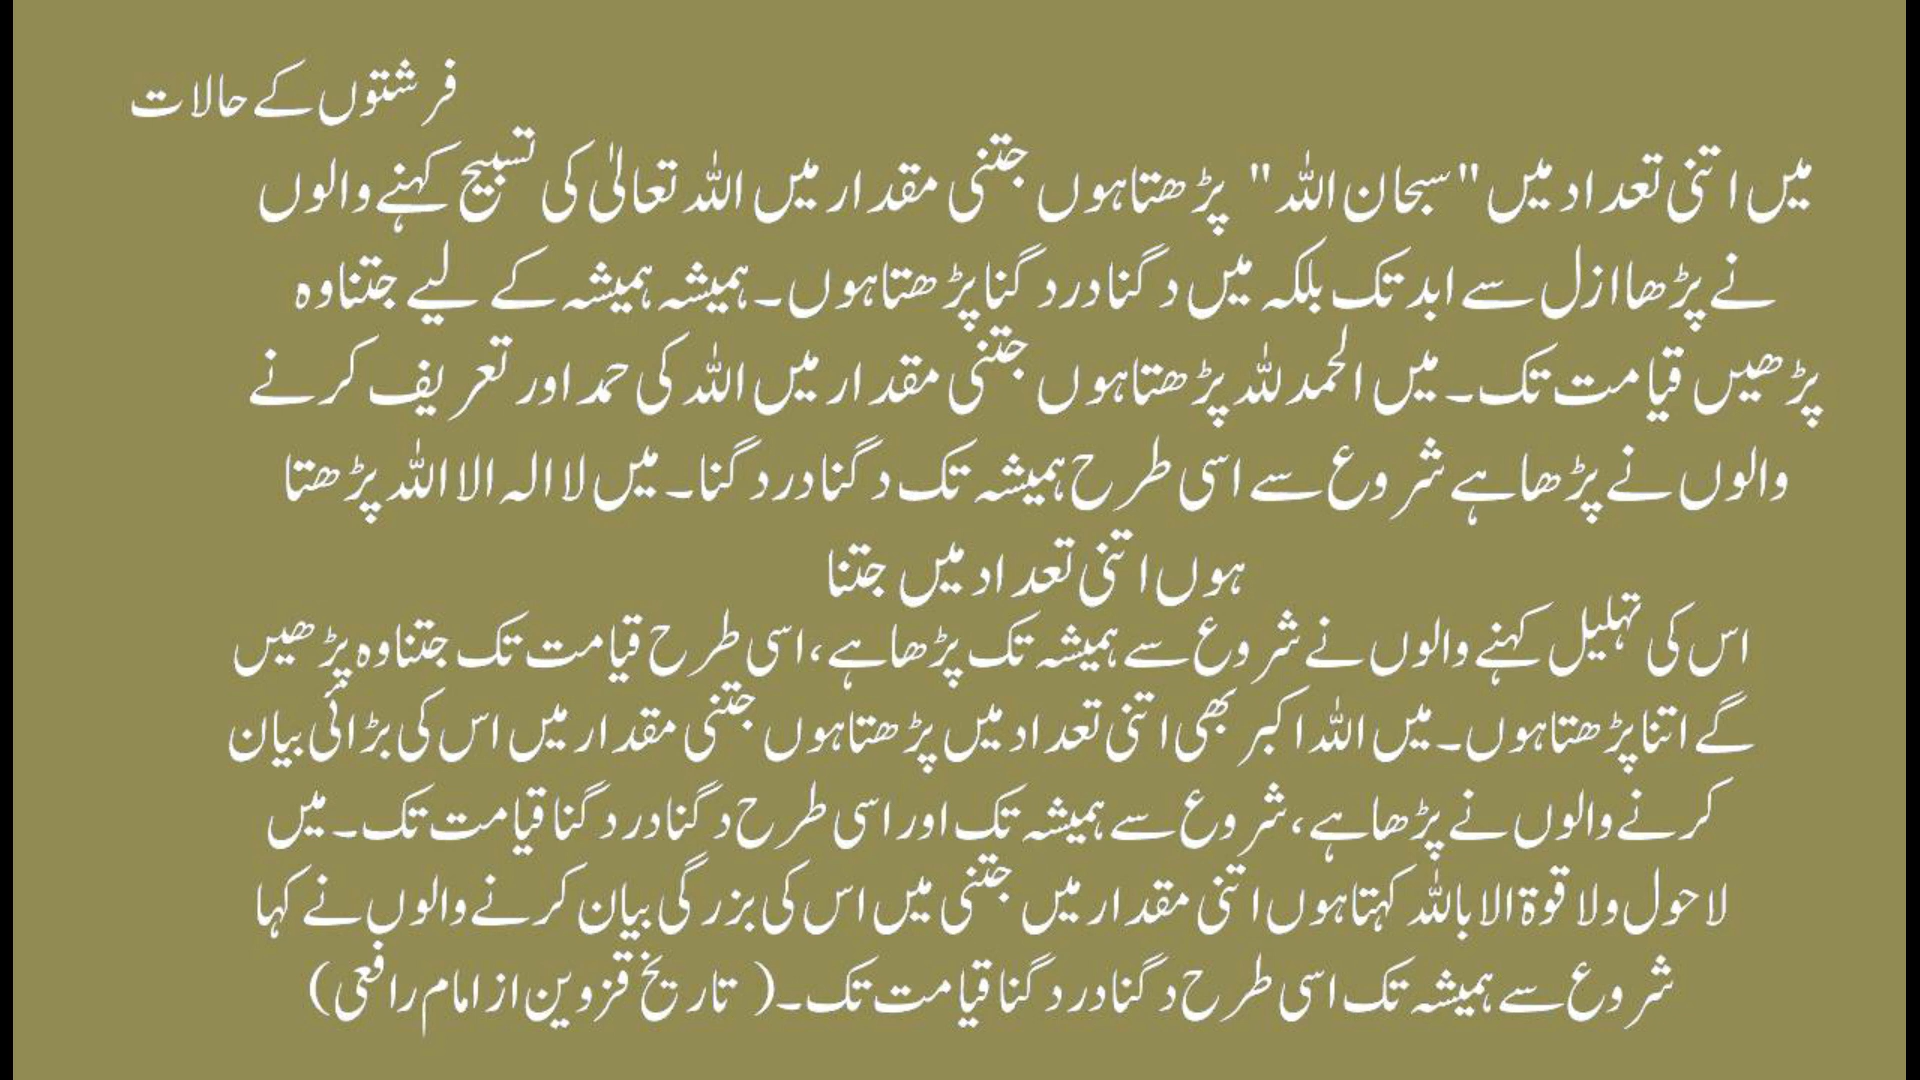 فرشتوں کے حالات
میں اتنی تعداد میں "سبحان اللہ" پڑھتا ہوں جتنی مقدار میں اللہ تعالیٰ کی تسبیح کہنے والوں
نے پڑھا ازل سے ابد تک بلکہ میں دگنا در دگنا پڑھتا ہوں۔ ہمیشہ ہمیشہ کے لیے جتنا وہ
پڑھیں قیامت تک۔ میں الحمد للہ پڑھتا ہوں جتنی مقدار میں اللہ کی حمد اور تعریف کرنے
والوں نے پڑھا ہے شروع سے اسی طرح ہمیشہ تک دگنا در دگنا۔ میں لا الہ الا اللہ پڑھتا
ہوں اتنی تعداد میں جتنا
اس کی تہلیل کہنے والوں نے شروع سے ہمیشہ تک پڑھا ہے، اسی طرح قیامت تک جتنا وہ پڑھیں
گے اتنا پڑھتا ہوں۔ میں اللہ اکبر بھی اتنی تعداد میں پڑھتا ہوں جتنی مقدار میں اس کی بڑائی بیان
کرنے والوں نے پڑھا ہے، شروع سے ہمیشہ تک اور اسی طرح دگنا در دگنا قیامت تک۔ میں
لا حول ولا قوۃ الا باللہ کہتا ہوں اتنی مقدار میں جتنی میں اس کی بزرگی بیان کرنے والوں نے کہا
شروع سے ہمیشہ تک اسی طرح دگنا در دگنا قیامت تک۔ (تاریخ قزوین از امام رافعی)